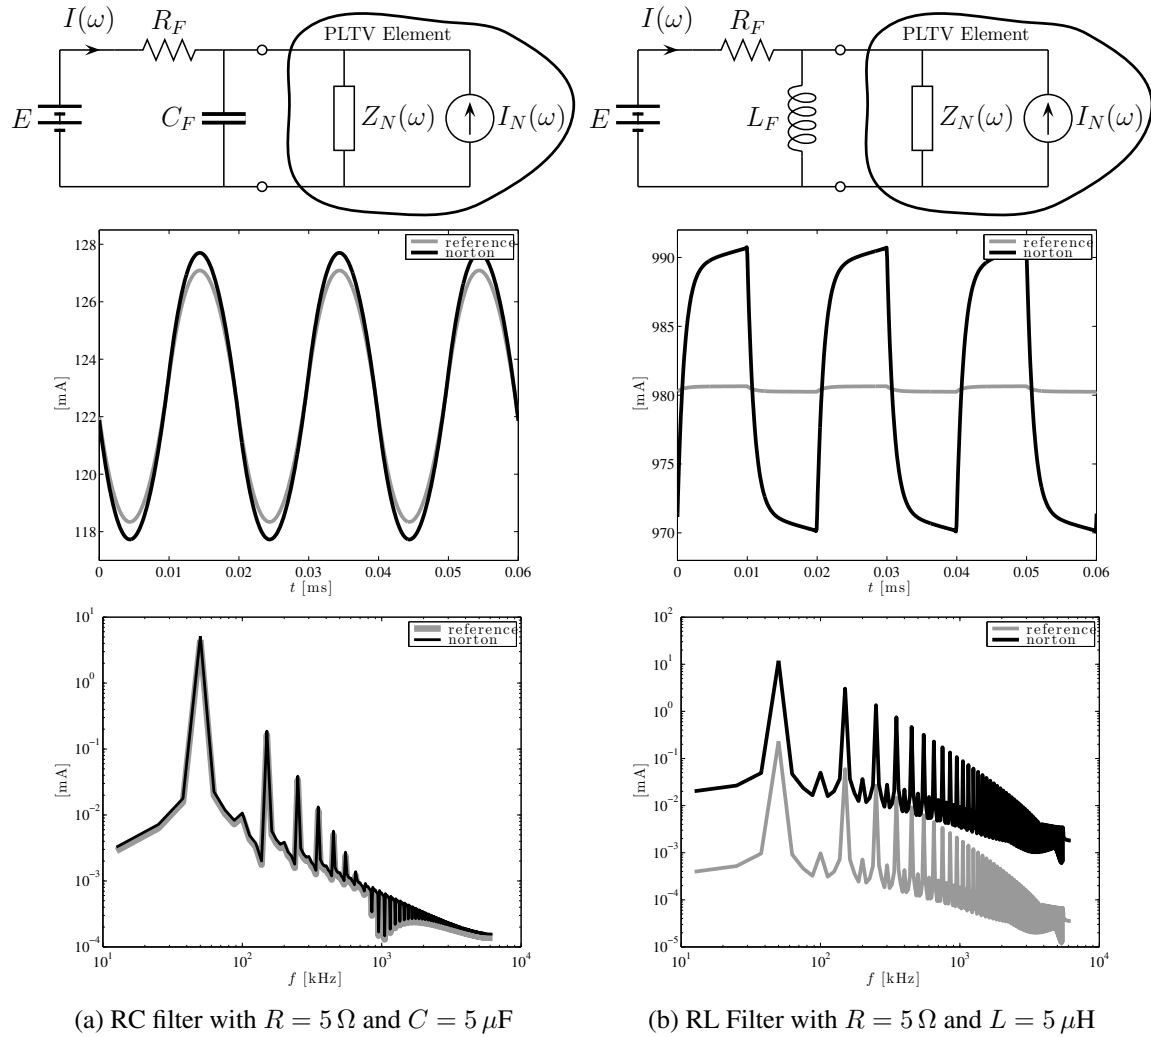 I(ω) R_F PLTV Element
E C_F Z_N(ω) I_N(ω)
I(ω) R_F PLTV Element
E L_F Z_N(ω) I_N(ω)
reference
norton
128
126
124
122
120
118
[mA]
0 0.01 0.02 0.03 0.04 0.05 0.06
t [ms]
reference
norton
990
985
980
975
970
[mA]
0 0.01 0.02 0.03 0.04 0.05 0.06
t [ms]
reference
norton
10^1
10^0
10^−1
10^−2
10^−3
10^−4
[mA]
10^1 10^2 10^3 10^4
f [kHz]
reference
norton
10^2
10^1
10^0
10^−1
10^−2
10^−3
10^−4
10^−5
[mA]
10^1 10^2 10^3 10^4
f [kHz]
(a) RC filter with R = 5 Ω and C = 5 μF
(b) RL Filter with R = 5 Ω and L = 5 μH